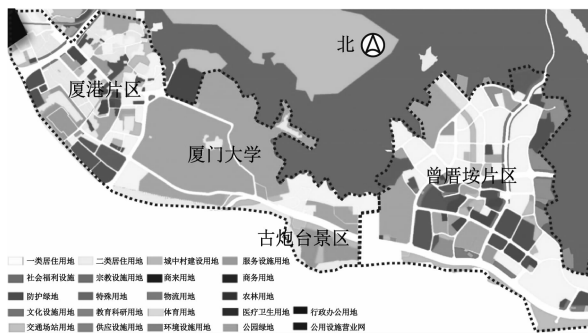 北
厦港片区
厦门大学
曾厝垵片区
古炮台景区
一类居住用地 二类居住用地 城中村建设用地 服务设施用地
社会福利设施 宗教设施用地 商来用地 商务用地
防护绿地 特殊用地 物流用地 农林用地
文化设施用地 教育科研用地 体育用地 医疗卫生用地 行政办公用地
交通场站用地 供应设施用地 环境设施用地 公园绿地 公用设施营业网